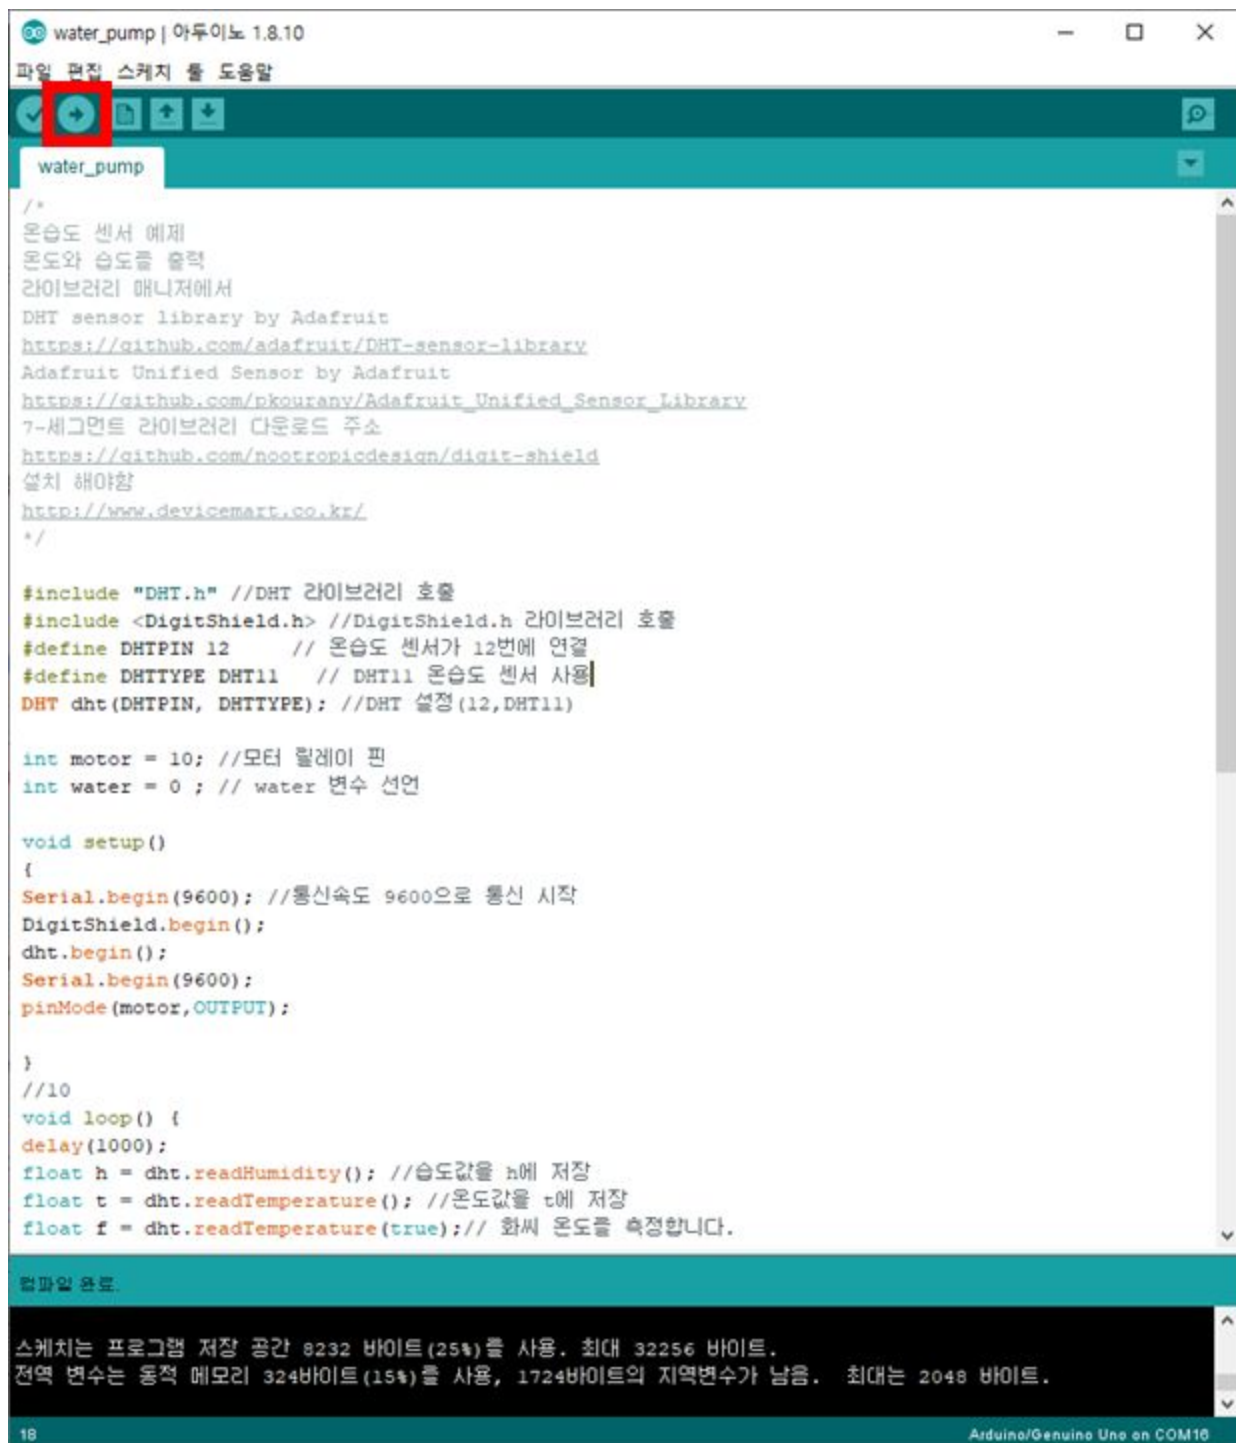 water_pump | 아두이노 1.8.10
파일 편집 스케치 툴 도움말
water_pump
/*
온습도 센서 예제
온도와 습도를 출력
라이브러리 매니저에서
DHT sensor library by Adafruit
https://github.com/adafruit/DHT-sensor-library
Adafruit Unified Sensor by Adafruit
https://github.com/pkourany/Adafruit_Unified_Sensor_Library
7-세그먼트 라이브러리 다운로드 주소
https://github.com/nootropicdesign/digit-shield
설치 해야함
http://www.devicemart.co.kr/
*/
#include "DHT.h" //DHT 라이브러리 호출
#include <DigitShield.h> //DigitShield.h 라이브러리 호출
#define DHTPIN 12 // 온습도 센서가 12번에 연결
#define DHTTYPE DHT11 // DHT11 온습도 센서 사용
DHT dht(DHTPIN, DHTTYPE); //DHT 설정(12,DHT11)
int motor = 10; //모터 릴레이 핀
int water = 0 ; // water 변수 선언
void setup()
{
Serial.begin(9600); //통신속도 9600으로 통신 시작
DigitShield.begin();
dht.begin();
Serial.begin(9600);
pinMode(motor,OUTPUT);
}
//10
void loop() {
delay(1000);
float h = dht.readHumidity(); //습도값을 h에 저장
float t = dht.readTemperature(); //온도값을 t에 저장
float f = dht.readTemperature(true);// 화씨 온도를 측정합니다.
컴파일 완료.
스케치는 프로그램 저장 공간 8232 바이트(25%)를 사용. 최대 32256 바이트.
전역 변수는 동적 메모리 324바이트(15%)를 사용, 1724바이트의 지역변수가 남음. 최대는 2048 바이트.
18 Arduino/Genuino Uno on COM16